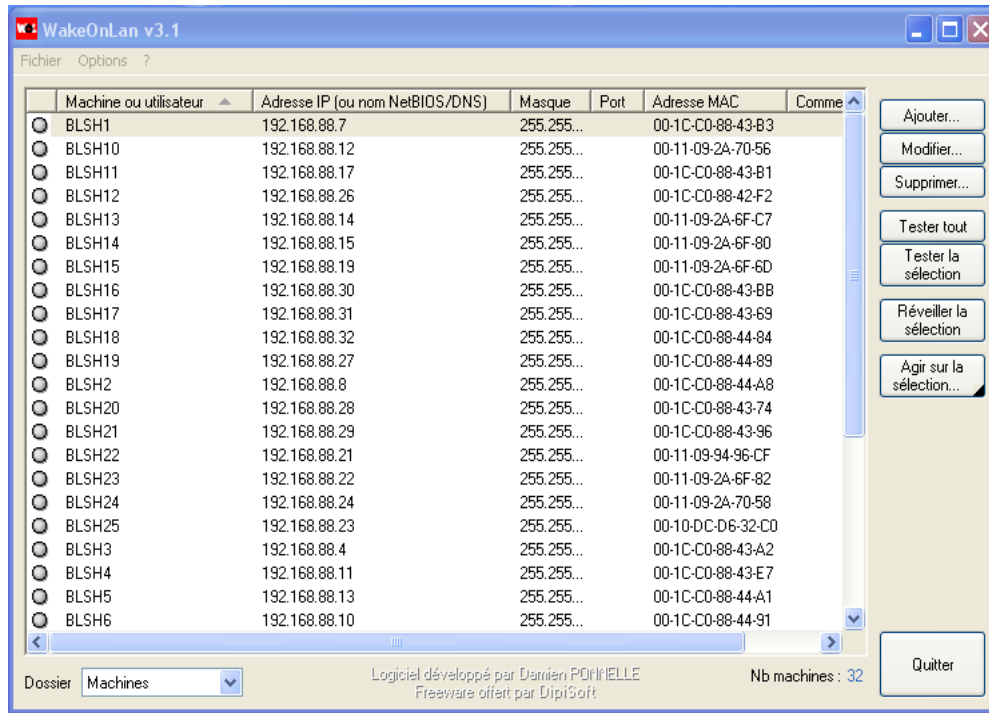 WakeOnLan v3.1
Fichier Options ?
Machine ou utilisateur Adresse IP (ou nom NetBIOS/DNS) Masque Port Adresse MAC Comme
BLSH1 192.168.88.7 255.255... 00-1C-C0-88-43-B3
BLSH10 192.168.88.12 255.255... 00-11-09-2A-70-56
BLSH11 192.168.88.17 255.255... 00-1C-C0-88-43-B1
BLSH12 192.168.88.26 255.255... 00-1C-C0-88-42-F2
BLSH13 192.168.88.14 255.255... 00-11-09-2A-6F-C7
BLSH14 192.168.88.15 255.255... 00-11-09-2A-6F-80
BLSH15 192.168.88.19 255.255... 00-11-09-2A-6F-6D
BLSH16 192.168.88.30 255.255... 00-1C-C0-88-43-BB
BLSH17 192.168.88.31 255.255... 00-1C-C0-88-43-69
BLSH18 192.168.88.32 255.255... 00-1C-C0-88-44-84
BLSH19 192.168.88.27 255.255... 00-1C-C0-88-44-89
BLSH2 192.168.88.8 255.255... 00-1C-C0-88-44-A8
BLSH20 192.168.88.28 255.255... 00-1C-C0-88-43-74
BLSH21 192.168.88.29 255.255... 00-1C-C0-88-43-96
BLSH22 192.168.88.21 255.255... 00-11-09-94-96-CF
BLSH23 192.168.88.22 255.255... 00-11-09-2A-6F-82
BLSH24 192.168.88.24 255.255... 00-11-09-2A-70-58
BLSH25 192.168.88.23 255.255... 00-10-DC-D6-32-C0
BLSH3 192.168.88.4 255.255... 00-1C-C0-88-43-A2
BLSH4 192.168.88.11 255.255... 00-1C-C0-88-43-E7
BLSH5 192.168.88.13 255.255... 00-1C-C0-88-44-A1
BLSH6 192.168.88.10 255.255... 00-1C-C0-88-44-91
Ajouter...
Modifier...
Supprimer...
Tester tout
Tester la
sélection
Réveiller la
sélection
Agir sur la
sélection...
Quitter
Dossier Machines
Logiciel développé par Damien PONNELLE
Freeware offert par DipiSoft
Nb machines : 32